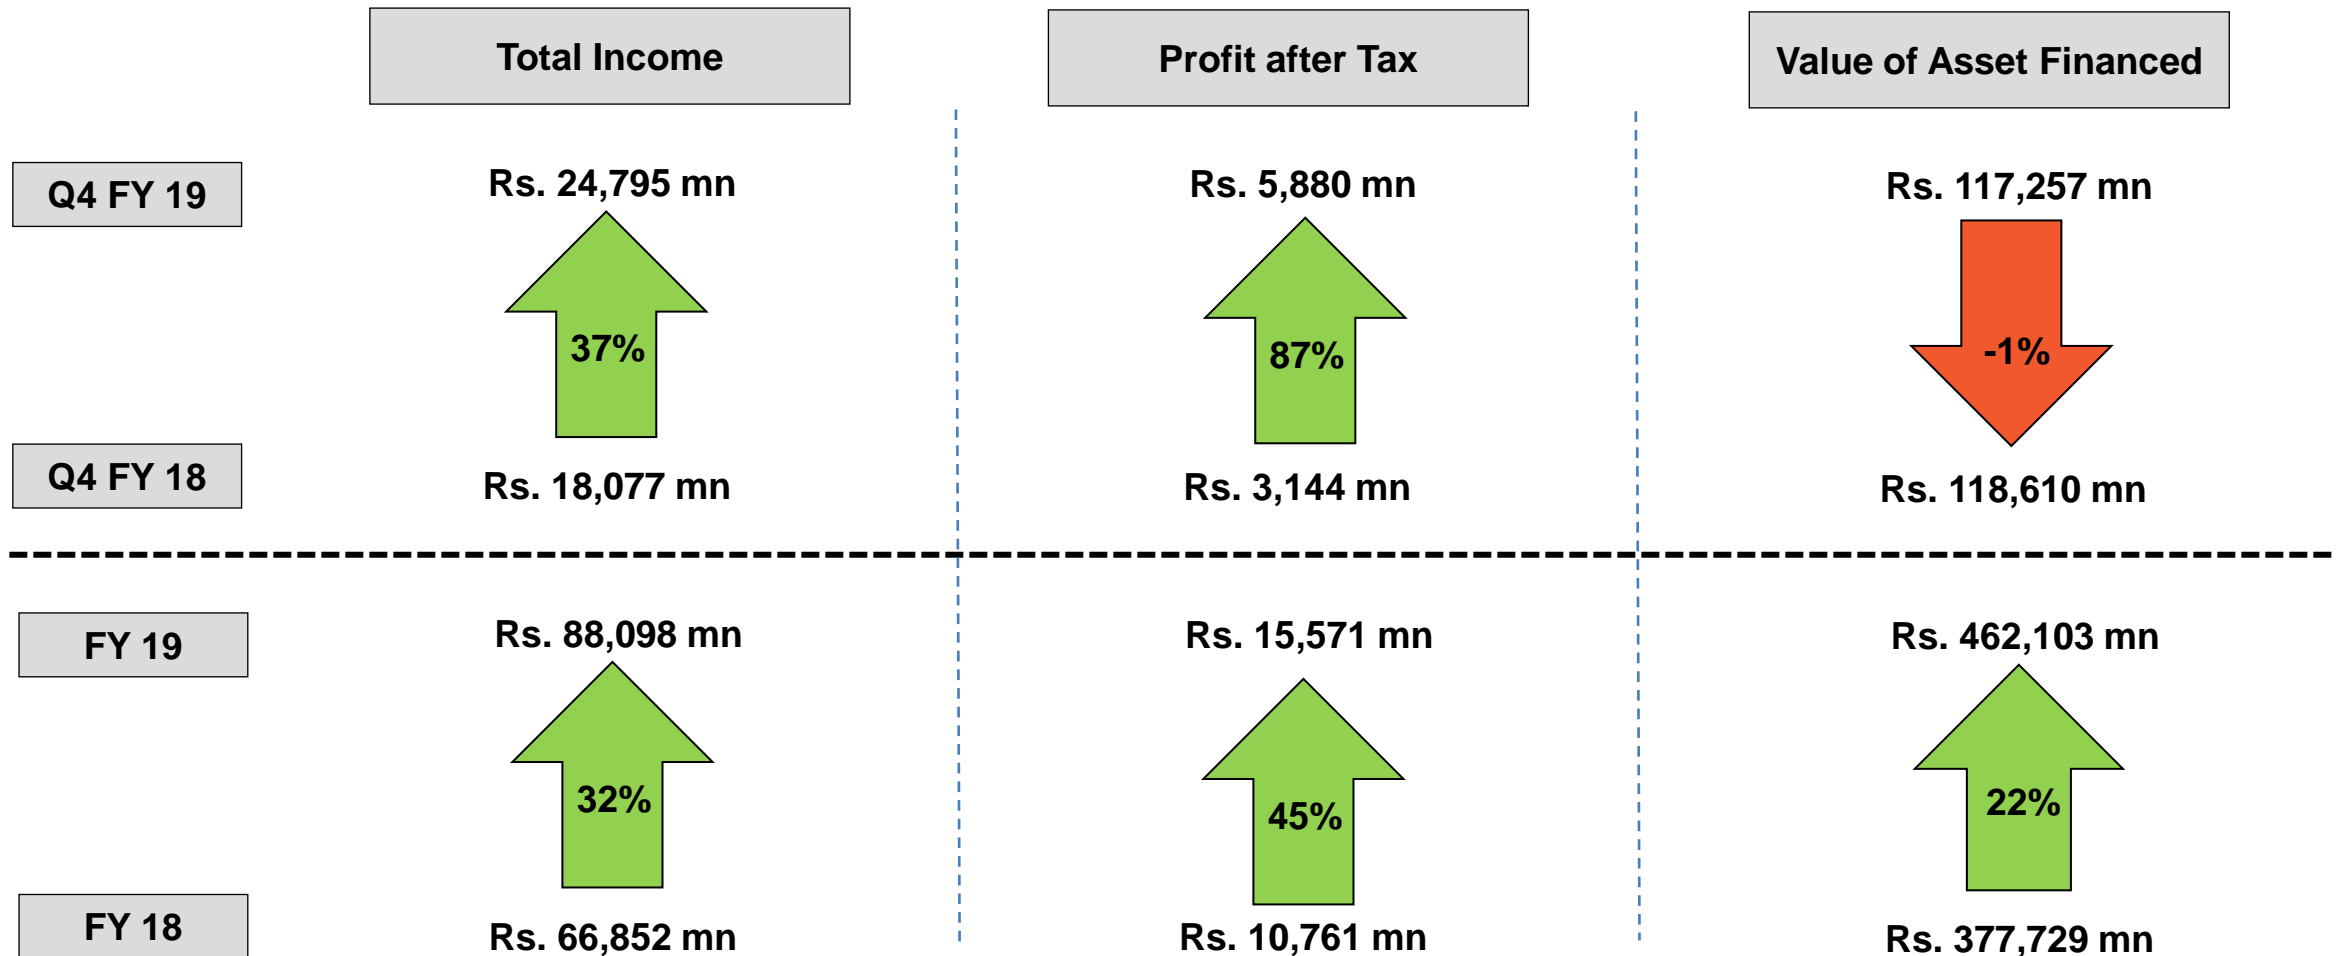 Total Income
Profit after Tax
Value of Asset Financed
Q4 FY 19
Rs. 24,795 mn
Rs. 5,880 mn
Rs. 117,257 mn
37%
87%
-1%
Q4 FY 18
Rs. 18,077 mn
Rs. 3,144 mn
Rs. 118,610 mn
FY 19
Rs. 88,098 mn
Rs. 15,571 mn
Rs. 462,103 mn
32%
45%
22%
FY 18
Rs. 66,852 mn
Rs. 10,761 mn
Rs. 377,729 mn